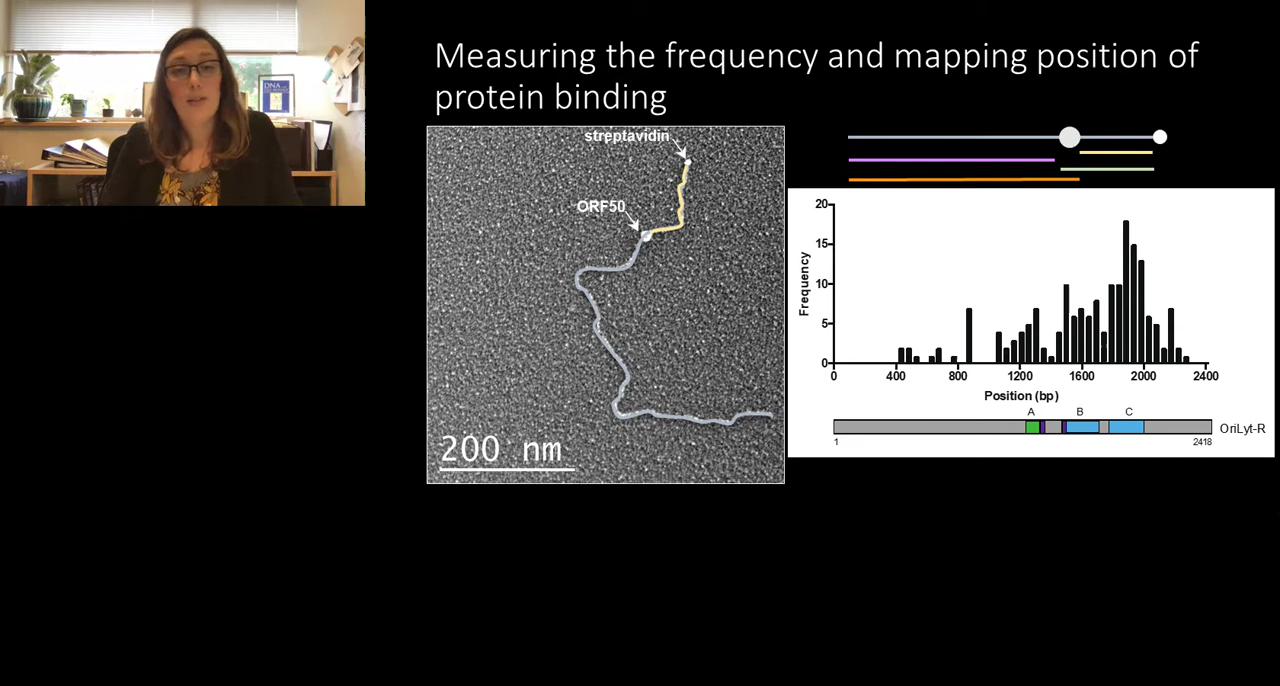 Measuring the frequency and mapping position of
protein binding
streptavidin
ORF50
200 nm
Frequency
20
15
10
5
0
0 400 800 1200 1600 2000 2400
Position (bp)
A B C
OriLyt-R
1 2418
DNA